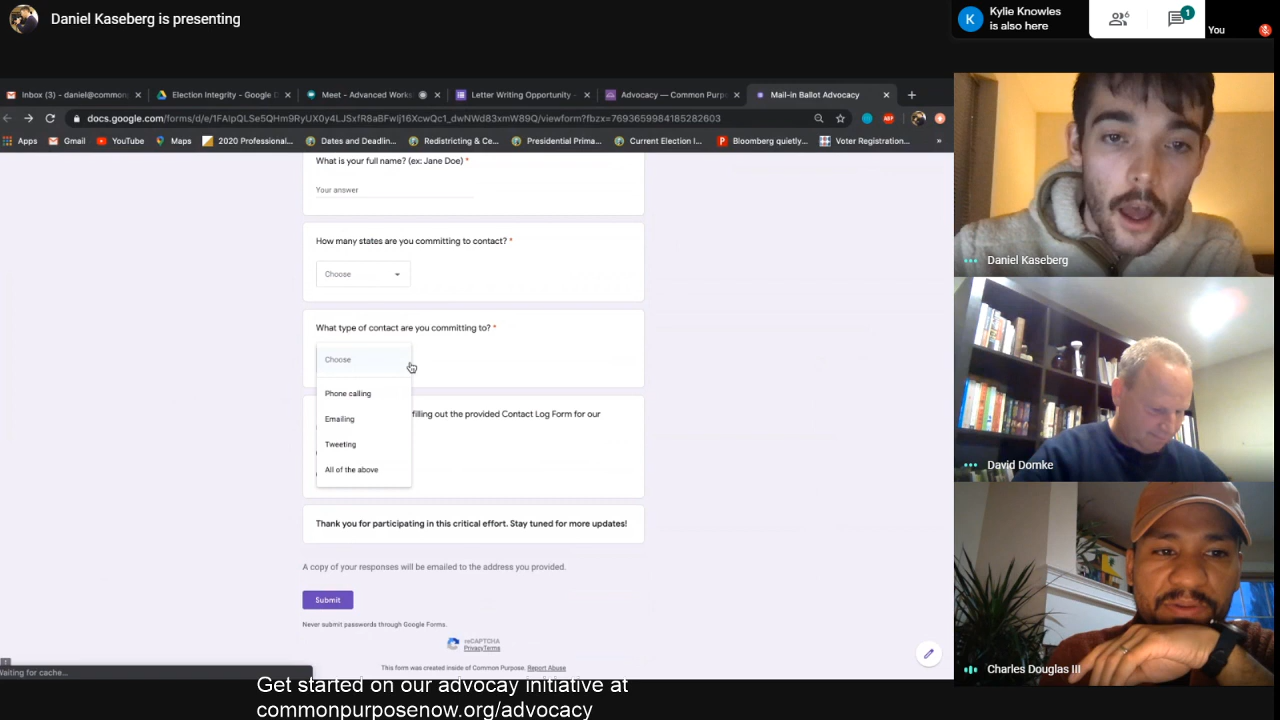 Daniel Kaseberg is presenting
Kylie Knowles
is also here
K
6
1
You
Inbox (3) - daniel@common
Election Integrity - Google D
Meet - Advanced Works
Letter Writing Opportunity -
Advocacy — Common Purp
Mail-in Ballot Advocacy
docs.google.com/forms/d/e/1FAIpQLSe5QHm9RyUX0y4LJSxfR8aBFwIj16XcwQc1_dwNWd83xmW89Q/viewform?fbzx=7693659984185282603
ABP
Apps
Gmail
YouTube
Maps
2020 Professional...
Dates and Deadlin...
Redistricting & Ce...
Presidential Prima...
Current Election I...
Bloomberg quietly...
Voter Registration...
»
What is your full name? (ex: Jane Doe) *
Your answer
How many states are you committing to contact? *
Choose
What type of contact are you committing to? *
Choose
Phone calling
Emailing
Tweeting
All of the above
filling out the provided Contact Log Form for our
Thank you for participating in this critical effort. Stay tuned for more updates!
A copy of your responses will be emailed to the address you provided.
Submit
Never submit passwords through Google Forms.
reCAPTCHA
PrivacyTerms
This form was created inside of Common Purpose. Report Abuse
Waiting for cache...
Daniel Kaseberg
David Domke
Charles Douglas III
Get started on our advocay initiative at
commonpurposenow.org/advocacy